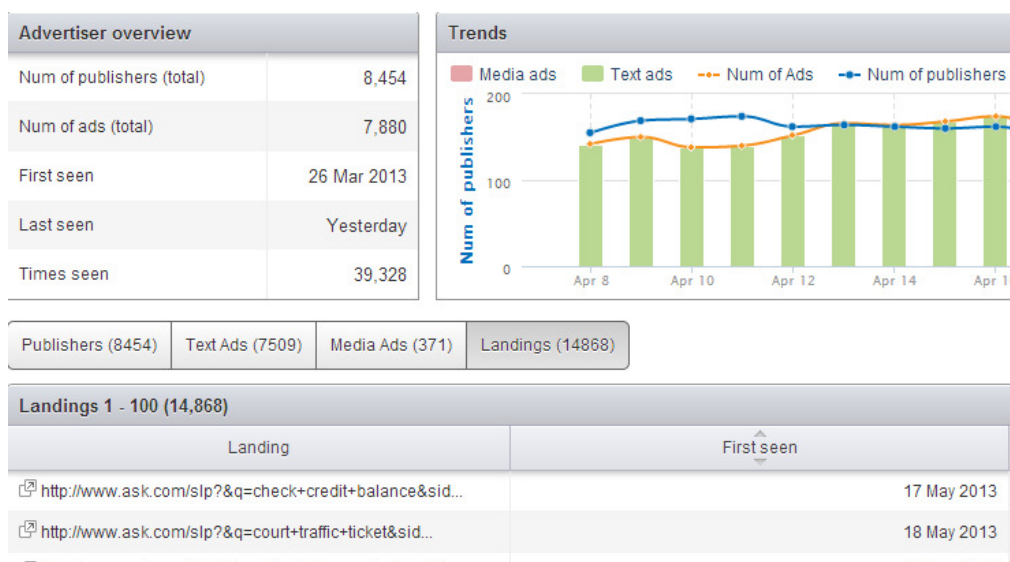 Advertiser overview
Num of publishers (total) 8,454
Num of ads (total) 7,880
First seen 26 Mar 2013
Last seen Yesterday
Times seen 39,328
Trends
Media ads Text ads Num of Ads Num of publishers
Num of publishers
200
100
0
Apr 8 Apr 10 Apr 12 Apr 14 Apr 1
Publishers (8454) Text Ads (7509) Media Ads (371) Landings (14868)
Landings 1 - 100 (14,868)
Landing First seen
http://www.ask.com/slp?&q=check+credit+balance&sid... 17 May 2013
http://www.ask.com/slp?&q=court+traffic+ticket&sid... 18 May 2013